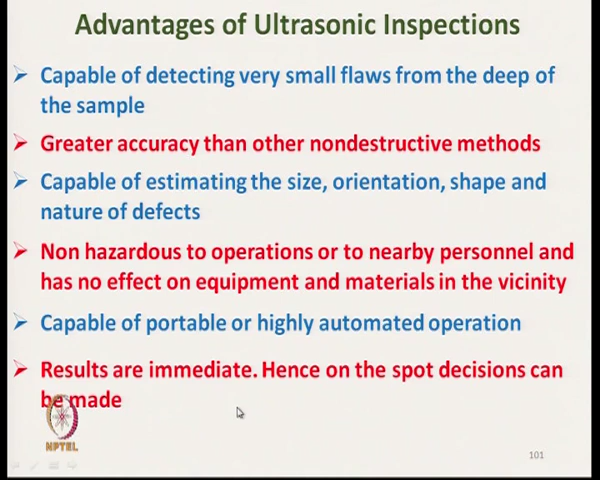 Advantages of Ultrasonic Inspections
Capable of detecting very small flaws from the deep of
the sample
Greater accuracy than other nondestructive methods
Capable of estimating the size, orientation, shape and
nature of defects
Non hazardous to operations or to nearby personnel and
has no effect on equipment and materials in the vicinity
Capable of portable or highly automated operation
Results are immediate. Hence on the spot decisions can
be made
NPTEL
101